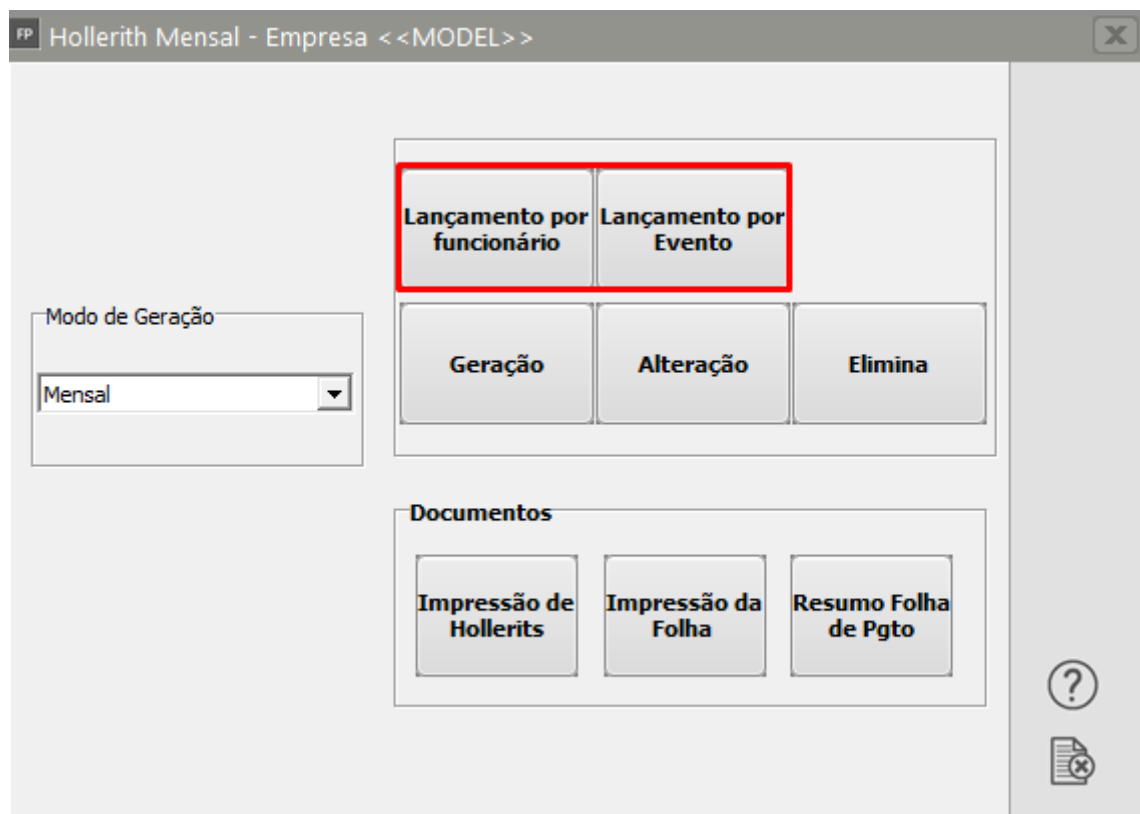 FP Hollerith Mensal - Empresa <<MODEL>>
Lançamento por
funcionário
Lançamento por
Evento
Modo de Geração
Mensal
Geração
Alteração
Elimina
Documentos
Impressão de
Hollerits
Impressão da
Folha
Resumo Folha
de Pgto
?